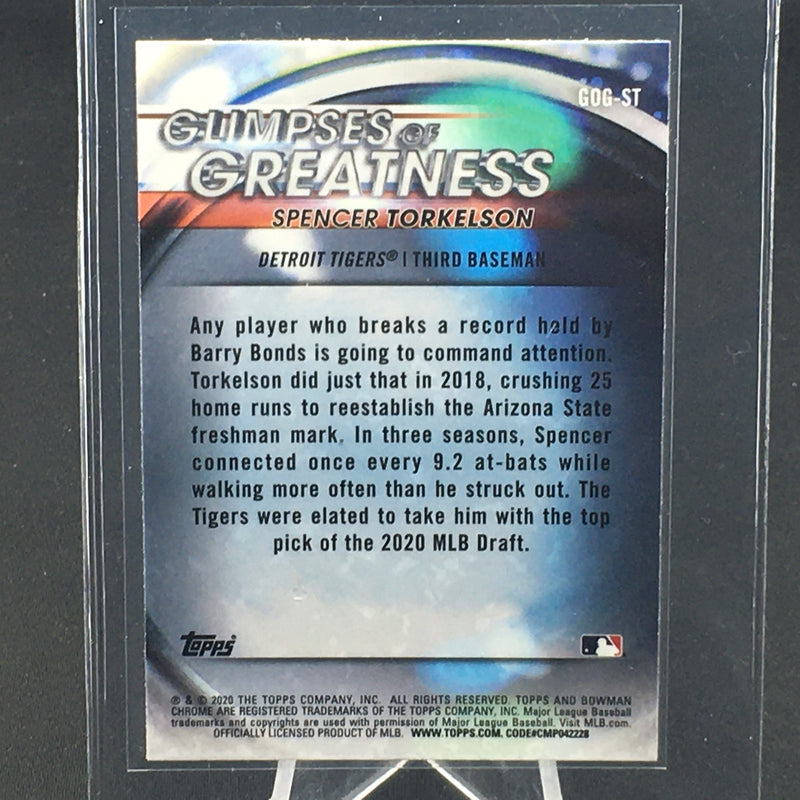 GOG-ST
GLIMPSES OF
GREATNESS
SPENCER TORKELSON
DETROIT TIGERS® | THIRD BASEMAN
Any player who breaks a record held by
Barry Bonds is going to command attention.
Torkelson did just that in 2018, crushing 25
home runs to reestablish the Arizona State
freshman mark. In three seasons, Spencer
connected once every 9.2 at-bats while
walking more often than he struck out. The
Tigers were elated to take him with the top
pick of the 2020 MLB Draft.
Topps®
® & © 2020 THE TOPPS COMPANY, INC. ALL RIGHTS RESERVED. TOPPS AND BOWMAN
CHROME ARE REGISTERED TRADEMARKS OF THE TOPPS COMPANY, INC. Major League Baseball
trademarks and copyrights are used with permission of Major League Baseball. Visit MLB.com.
OFFICIALLY LICENSED PRODUCT OF MLB. WWW.TOPPS.COM. CODE#CMP042228